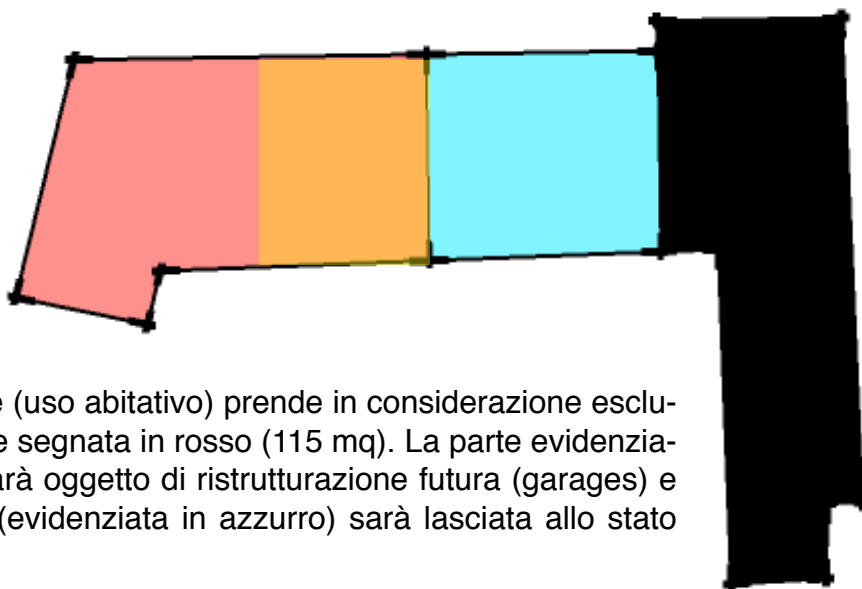 e (uso abitativo) prende in considerazione esclu-
e segnata in rosso (115 mq). La parte evidenzia-
arà oggetto di ristrutturazione futura (garages) e
(evidenziata in azzurro) sarà lasciata allo stato